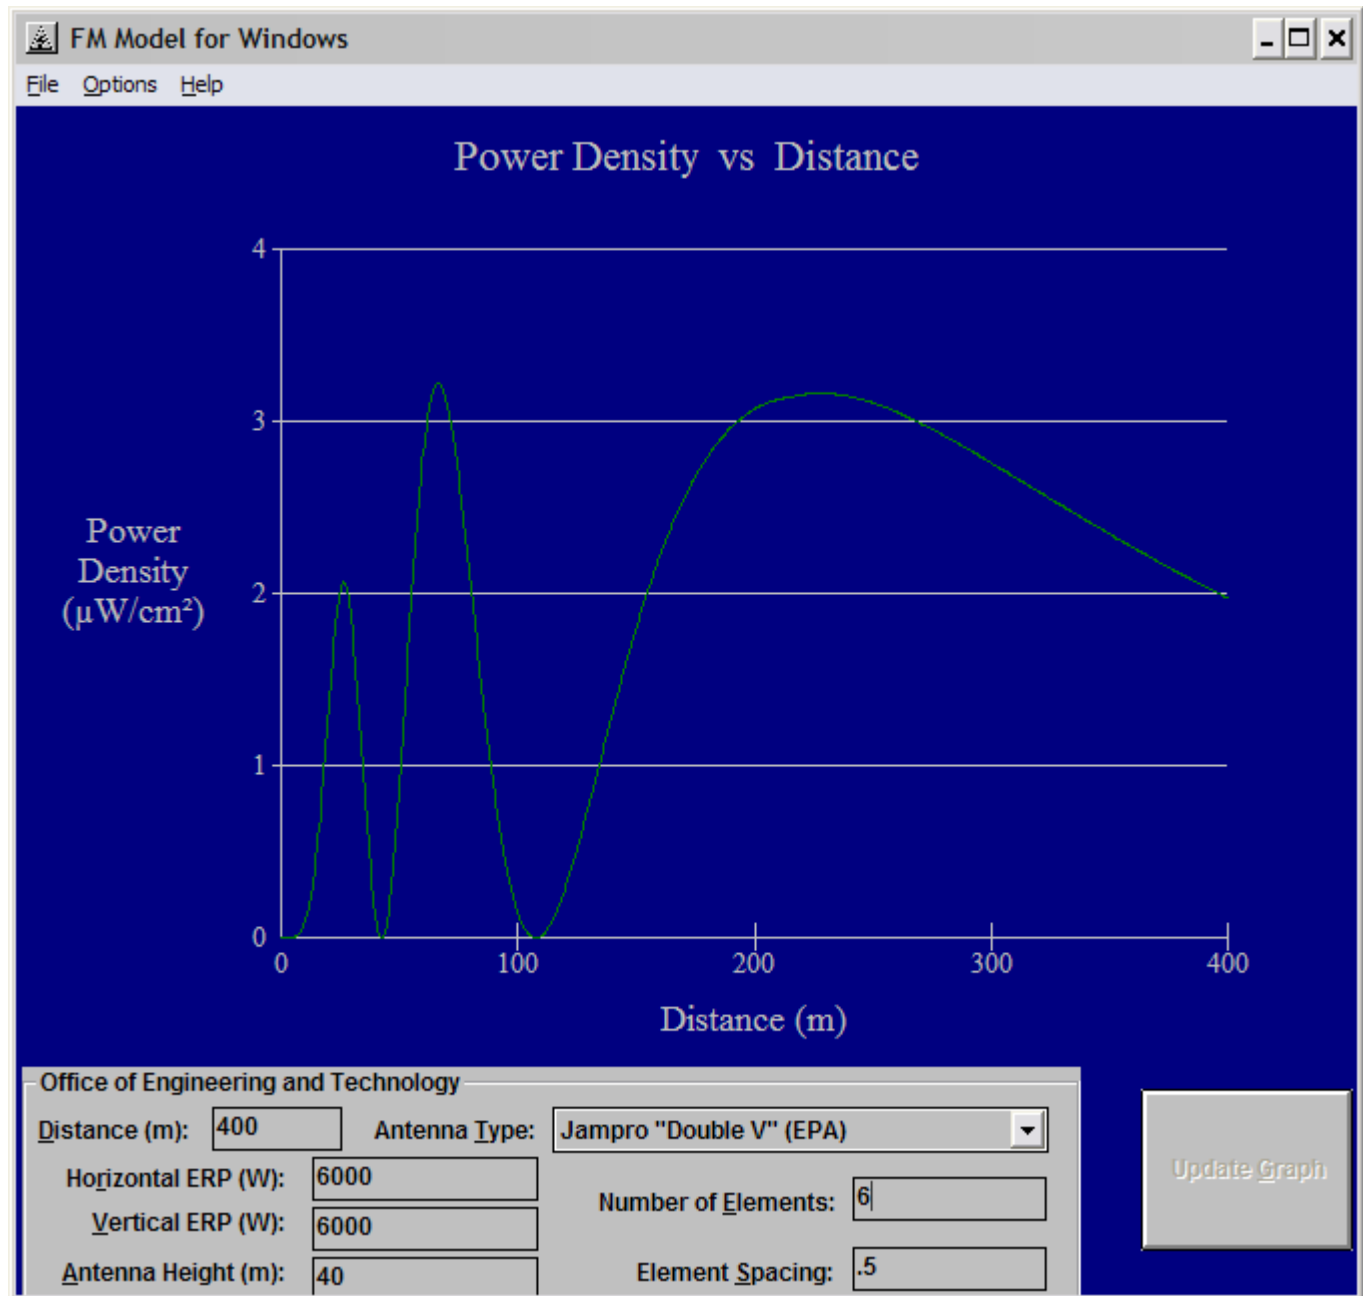 FM Model for Windows
File Options Help
Power Density vs Distance
4
3
Power
Density
(µW/cm²)
2
1
0
0 100 200 300 400
Distance (m)
Office of Engineering and Technology
Distance (m): 400 Antenna Type: Jampro "Double V" (EPA)
Horizontal ERP (W): 6000
Number of Elements: 6
Update Graph
Vertical ERP (W): 6000
Antenna Height (m): 40 Element Spacing: .5